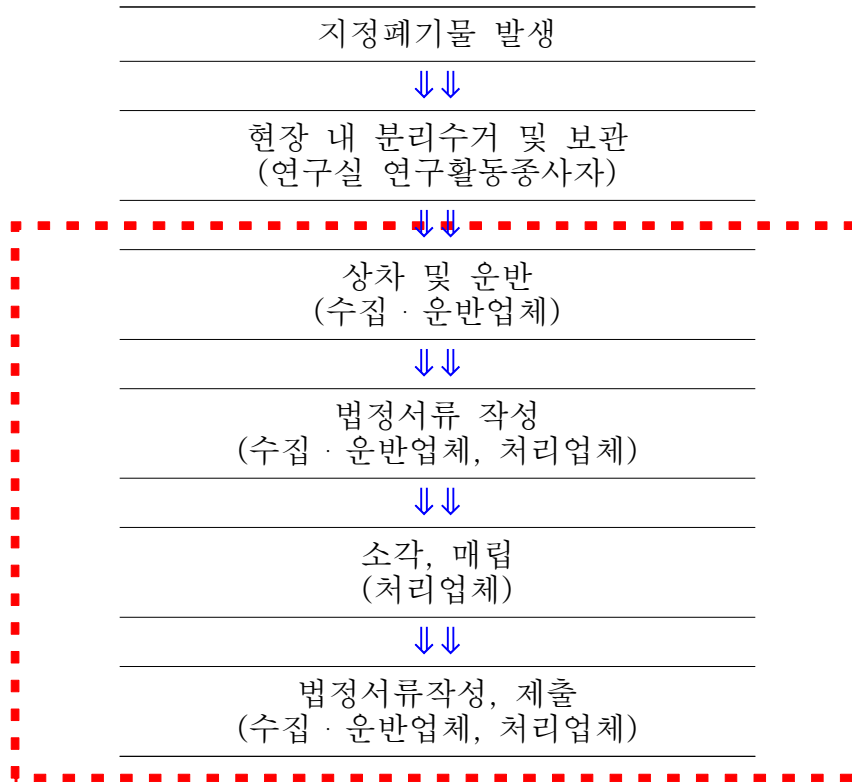 지정폐기물 발생
⇓⇓
현장 내 분리수거 및 보관
(연구실 연구활동종사자)
⇓⇓
상차 및 운반
(수집 · 운반업체)
⇓⇓
법정서류 작성
(수집 · 운반업체, 처리업체)
⇓⇓
소각, 매립
(처리업체)
⇓⇓
법정서류작성, 제출
(수집 · 운반업체, 처리업체)